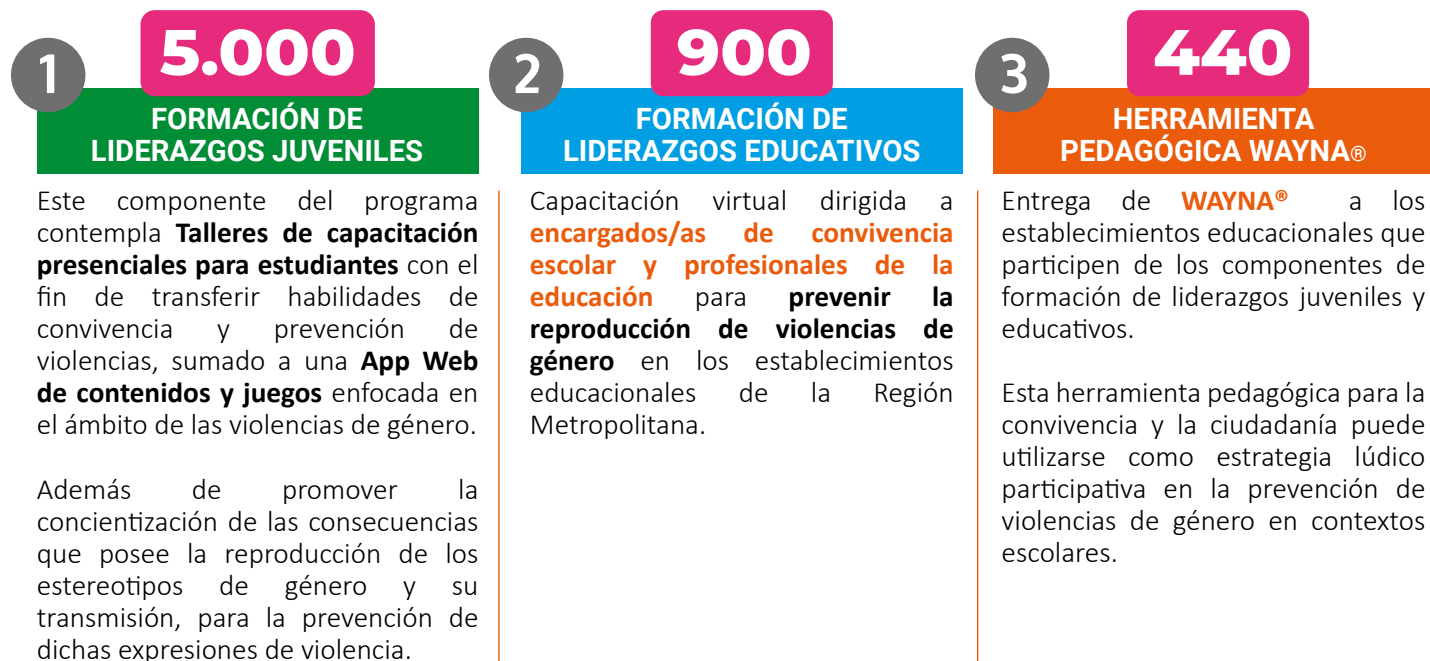 1
5.000
FORMACIÓN DE
LIDERAZGOS JUVENILES
Este componente del programa
contempla Talleres de capacitación
presenciales para estudiantes con el
fin de transferir habilidades de
convivencia y prevención de
violencias, sumado a una App Web
de contenidos y juegos enfocada en
el ámbito de las violencias de género.
Además de promover la
concientización de las consecuencias
que posee la reproducción de los
estereotipos de género y su
transmisión, para la prevención de
dichas expresiones de violencia.
2
900
FORMACIÓN DE
LIDERAZGOS EDUCATIVOS
Capacitación virtual dirigida a
encargados/as de convivencia
escolar y profesionales de la
educación para prevenir la
reproducción de violencias de
género en los establecimientos
educacionales de la Región
Metropolitana.
3
440
HERRAMIENTA
PEDAGÓGICA WAYNA®
Entrega de WAYNA® a los
establecimientos educacionales que
participen de los componentes de
formación de liderazgos juveniles y
educativos.
Esta herramienta pedagógica para la
convivencia y la ciudadanía puede
utilizarse como estrategia lúdico
participativa en la prevención de
violencias de género en contextos
escolares.